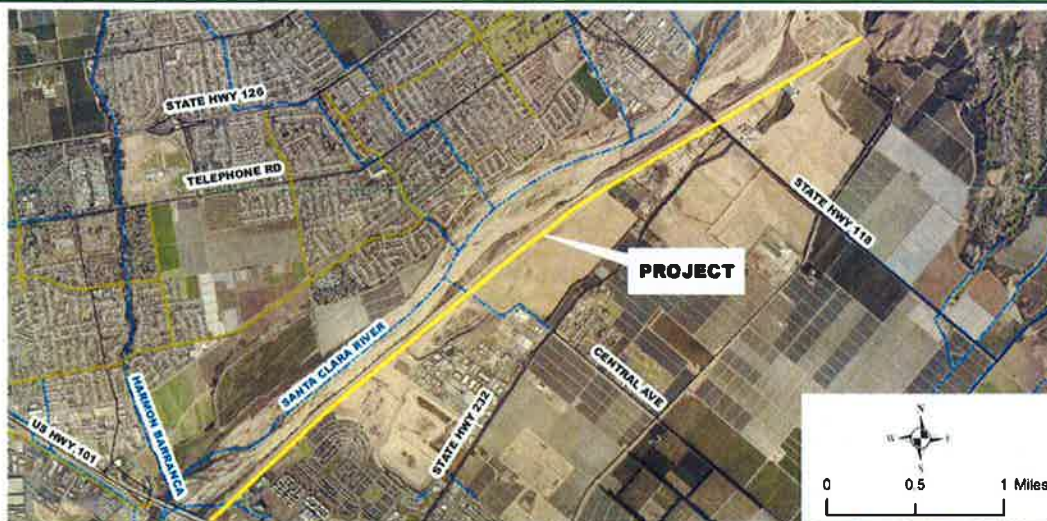 STATE HWY 126
TELEPHONE RD
STATE HWY 118
PROJECT
SANTA CLARA RIVER
CENTRAL AVE
HARMON BARRANCA
US HWY. 101
STATE HWY 232
N
W E
S
0 0.5 1 Miles